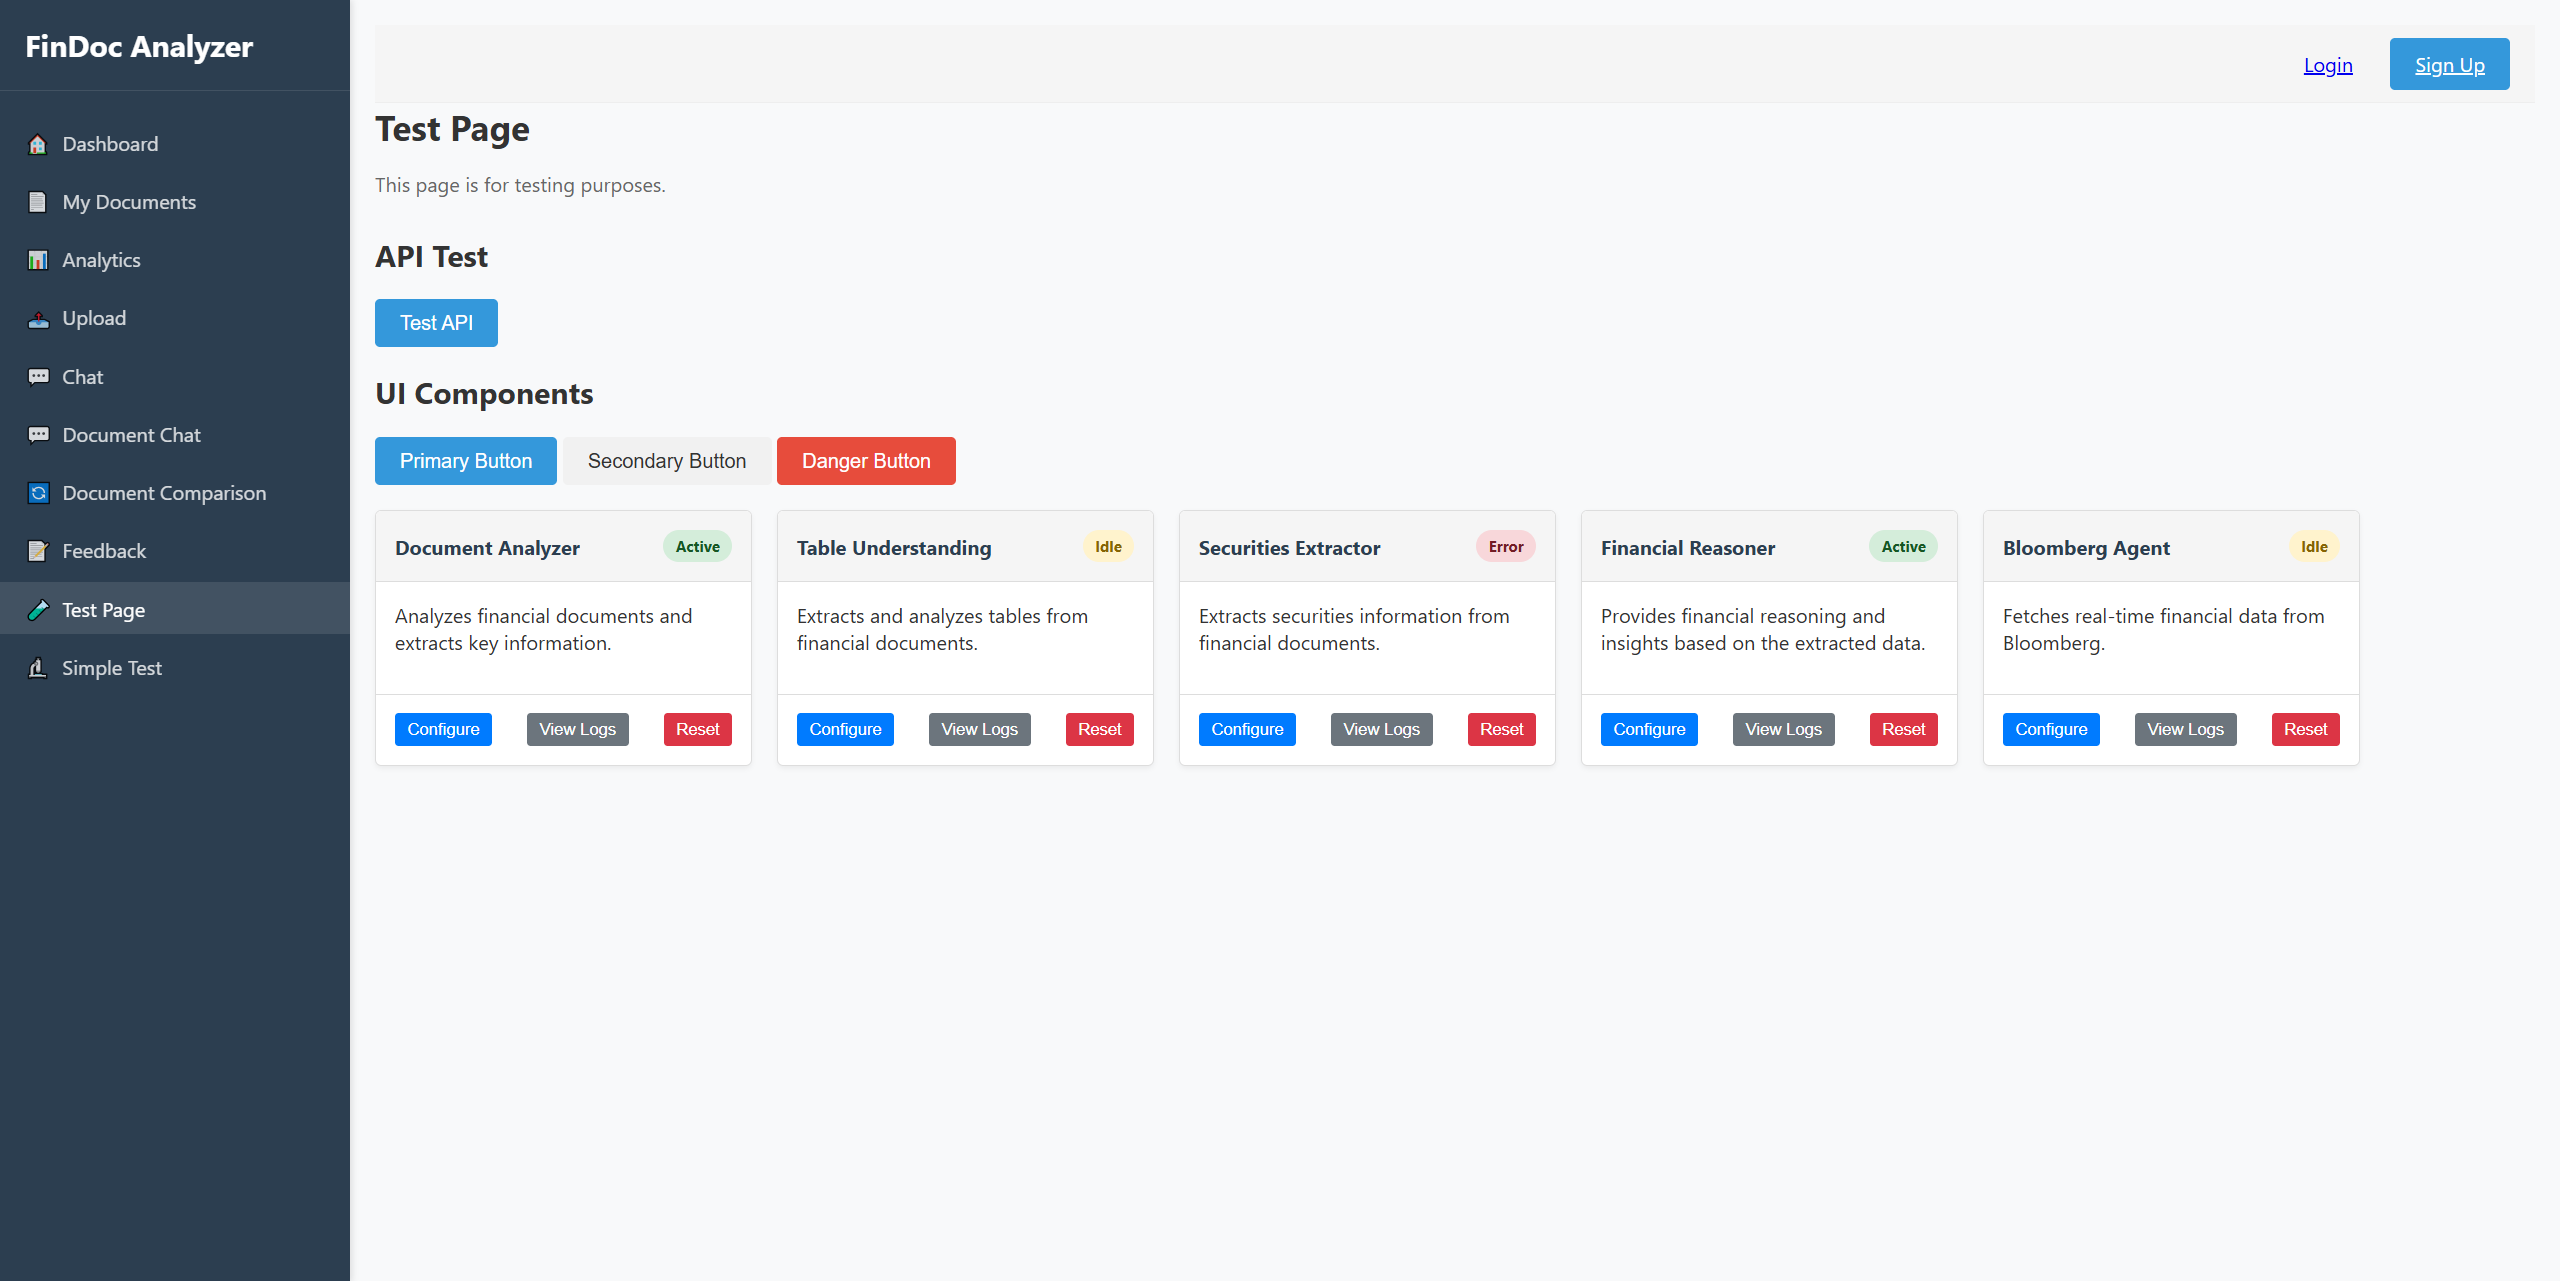 FinDoc Analyzer
Dashboard
My Documents
Analytics
Upload
Chat
Document Chat
Document Comparison
Feedback
Test Page
Simple Test
Login
Sign Up
Test Page
This page is for testing purposes.
API Test
Test API
UI Components
Primary Button
Secondary Button
Danger Button
Document Analyzer
Active
Analyzes financial documents and
extracts key information.
Configure
View Logs
Reset
Table Understanding
Idle
Extracts and analyzes tables from
financial documents.
Configure
View Logs
Reset
Securities Extractor
Error
Extracts securities information from
financial documents.
Configure
View Logs
Reset
Financial Reasoner
Active
Provides financial reasoning and
insights based on the extracted data.
Configure
View Logs
Reset
Bloomberg Agent
Idle
Fetches real-time financial data from
Bloomberg.
Configure
View Logs
Reset